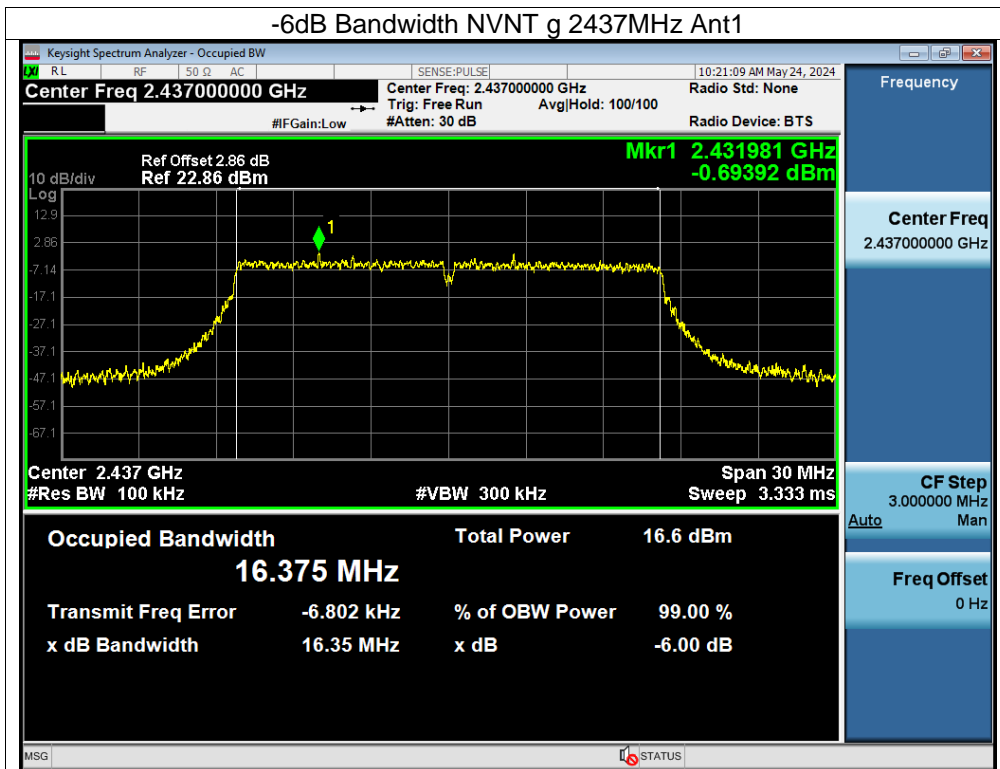 -6dB Bandwidth NVNT g 2437MHz Ant1
Keysight Spectrum Analyzer - Occupied BW
LXI RL RF 50 Ω AC SENSE:PULSE 10:21:09 AM May 24, 2024
Center Freq 2.437000000 GHz Center Freq: 2.437000000 GHz Radio Std: None
Trig: Free Run Avg|Hold: 100/100
#IFGain:Low #Atten: 30 dB Radio Device: BTS
Frequency
Mkr1 2.431981 GHz
-0.69392 dBm
Ref Offset 2.86 dB
10 dB/div Ref 22.86 dBm
Log
12.9
2.86
-7.14
-17.1
-27.1
-37.1
-47.1
-57.1
-67.1
1
Center 2.437 GHz Span 30 MHz
#Res BW 100 kHz #VBW 300 kHz Sweep 3.333 ms
Center Freq
2.437000000 GHz
CF Step
3.000000 MHz
Auto Man
Freq Offset
0 Hz
Occupied Bandwidth Total Power 16.6 dBm
16.375 MHz
Transmit Freq Error -6.802 kHz % of OBW Power 99.00 %
x dB Bandwidth 16.35 MHz x dB -6.00 dB
MSG STATUS